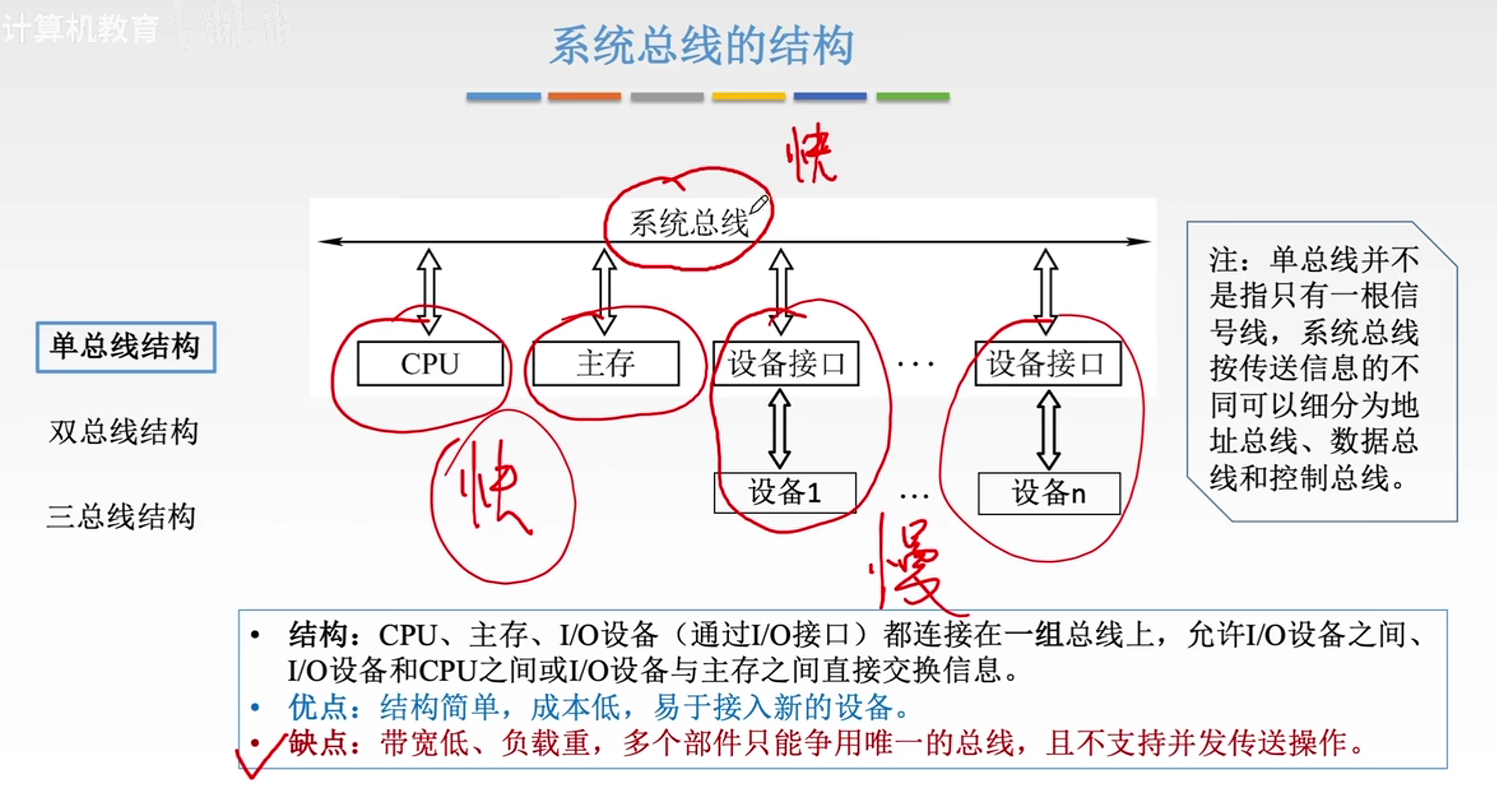 计算机教育
系统总线的结构
快
系统总线
CPU
主存
设备接口
···
设备接口
设备1
···
设备n
快
慢
单总线结构
双总线结构
三总线结构
注：单总线并不
是指只有一根信
号线，系统总线
按传送信息的不
同可以细分为地
址总线、数据总
线和控制总线。
• 结构：CPU、主存、I/O设备（通过I/O接口）都连接在一组总线上，允许I/O设备之间、
I/O设备和CPU之间或I/O设备与主存之间直接交换信息。
• 优点：结构简单，成本低，易于接入新的设备。
• 缺点：带宽低、负载重，多个部件只能争用唯一的总线，且不支持并发传送操作。